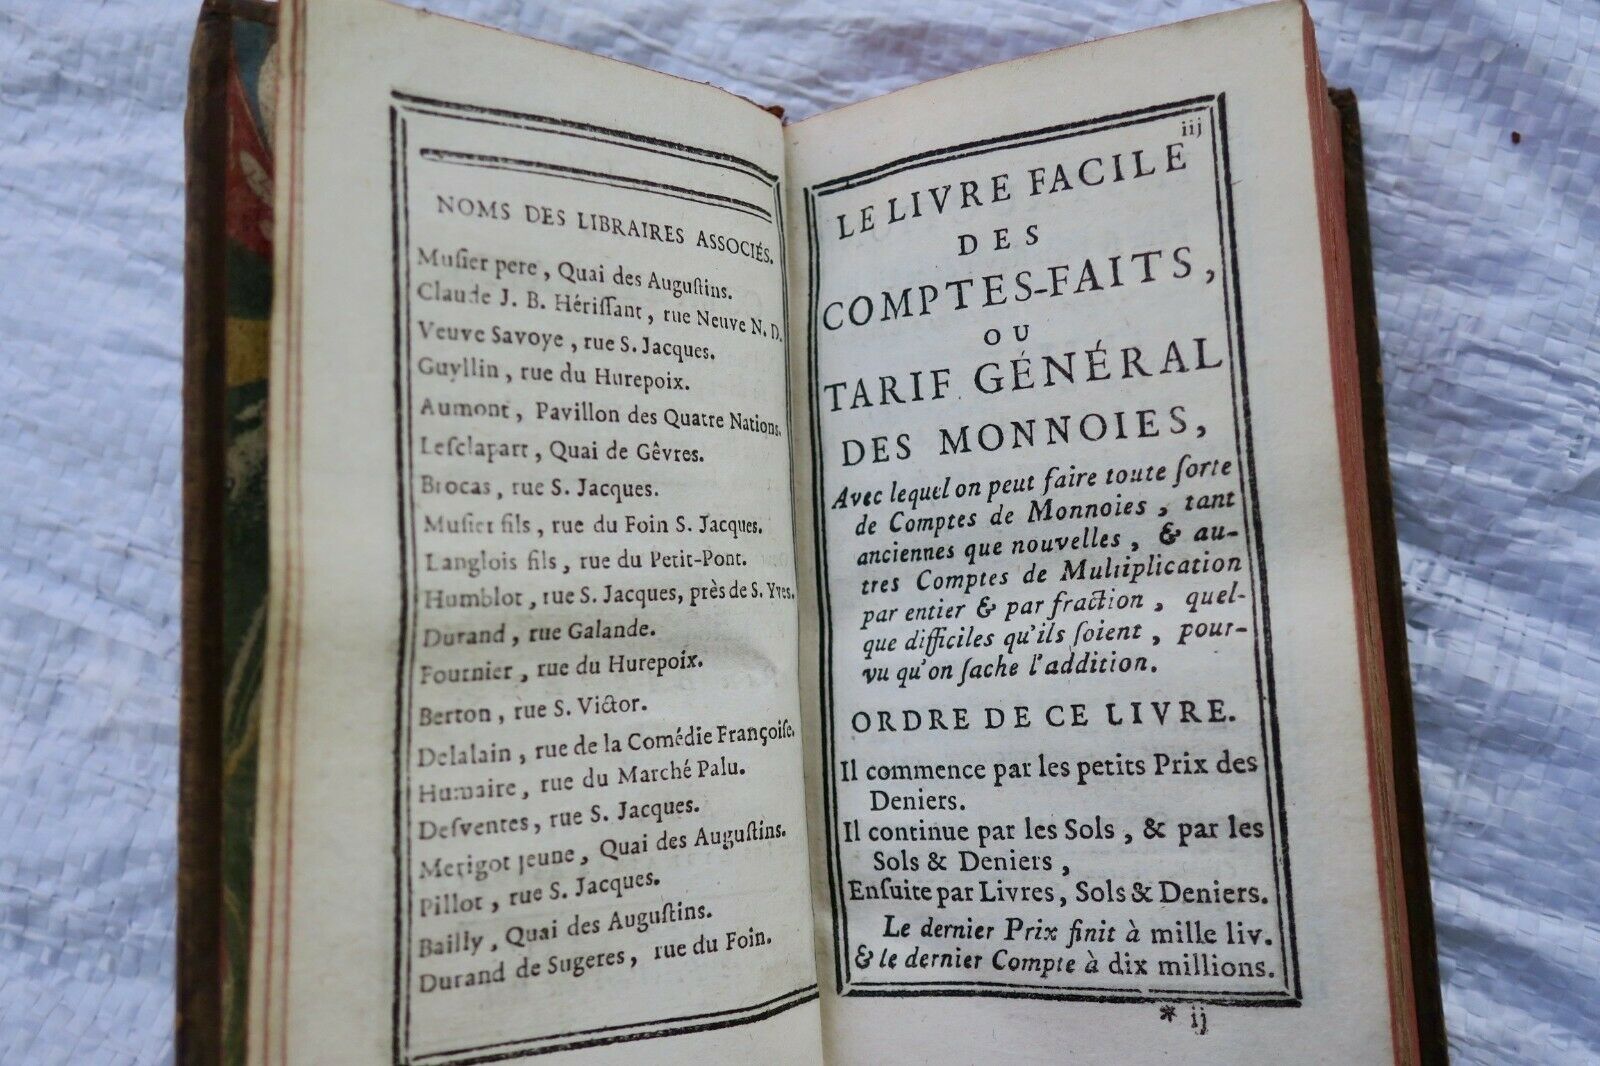 NOMS DES LIBRAIRES ASSOCIÉS.
Muſier pere, Quai des Auguſtins.
Claude J. B. Hériſſant, rue Neuve N. D.
Veuve Savoye, rue S. Jacques.
Guyllin, rue du Hurepoix.
Aumont, Pavillon des Quatre Nations.
Leſclapart, Quai de Gêvres.
Brocas, rue S. Jacques.
Muſier fils, rue du Foin S. Jacques.
Langlois fils, rue du Petit-Pont.
Humblot, rue S. Jacques, près de S. Yves.
Durand, rue Galande.
Fournier, rue du Hurepoix.
Berton, rue S. Victor.
Delalain, rue de la Comédie Françoiſe.
Humaire, rue du Marché Palu.
Deſventes, rue S. Jacques.
Merigot jeune, Quai des Auguſtins.
Pillot, rue S. Jacques.
Bailly, Quai des Auguſtins.
Durand de Sugeres, rue du Foin.
iij
LE LIVRE FACILE
DES
COMPTES-FAITS,
OU
TARIF GÉNÉRAL
DES MONNOIES,
Avec lequel on peut faire toute ſorte
de Comptes de Monnoies, tant
anciennes que nouvelles, & au-
tres Comptes de Multiplication
par entier & par fraction, quel-
que difficiles qu'ils ſoient, pour-
vu qu'on ſache l'addition.
ORDRE DE CE LIVRE.
Il commence par les petits Prix des
Deniers.
Il continue par les Sols, & par les
Sols & Deniers,
Enſuite par Livres, Sols & Deniers.
Le dernier Prix finit à mille liv.
& le dernier Compte à dix millions.
* ij